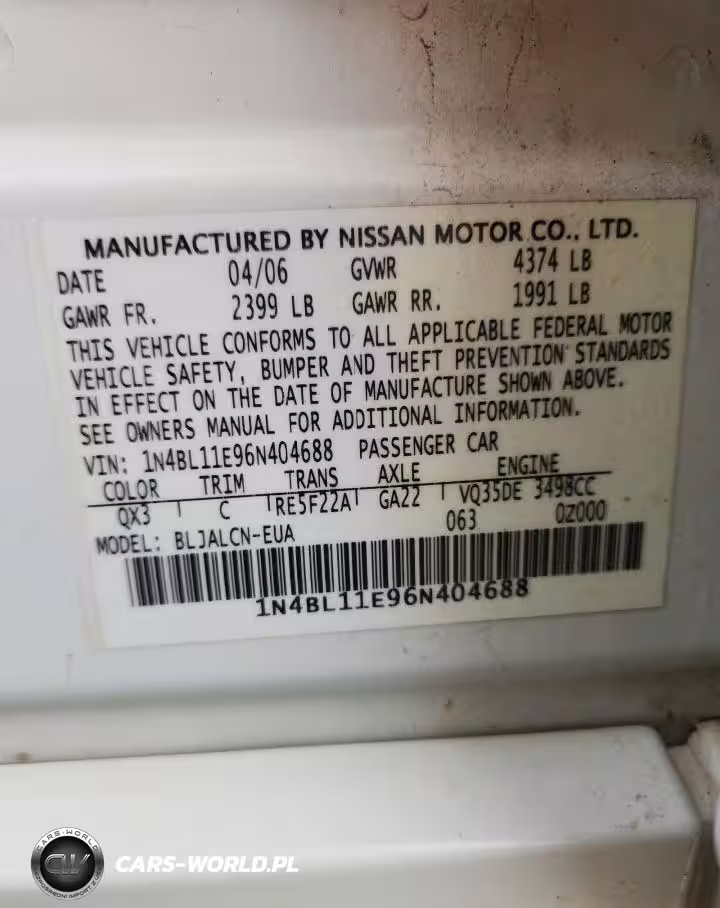 MANUFACTURED BY NISSAN MOTOR CO., LTD.
DATE 04/06 GVWR 4374 LB
GAWR FR. 2399 LB GAWR RR. 1991 LB
THIS VEHICLE CONFORMS TO ALL APPLICABLE FEDERAL MOTOR
VEHICLE SAFETY, BUMPER AND THEFT PREVENTION STANDARDS
IN EFFECT ON THE DATE OF MANUFACTURE SHOWN ABOVE.
SEE OWNERS MANUAL FOR ADDITIONAL INFORMATION.
VIN: 1N4BL11E96N404688 PASSENGER CAR
COLOR TRIM TRANS AXLE ENGINE
QX3 C RE5F22A GA22 VQ35DE 3498CC
063 0Z000
MODEL: BLJALCN-EUA
1N4BL11E96N404688
CARS-WORLD
CW
CARS-WORLD.PL